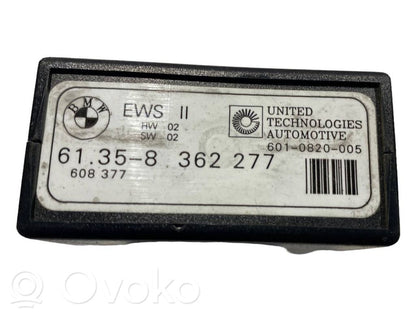 BMW
EWS II
HW 02
SW 02
UNITED
TECHNOLOGIES
AUTOMOTIVE
601-0820-005
61.35-8 362 277
608 377
© ovoko